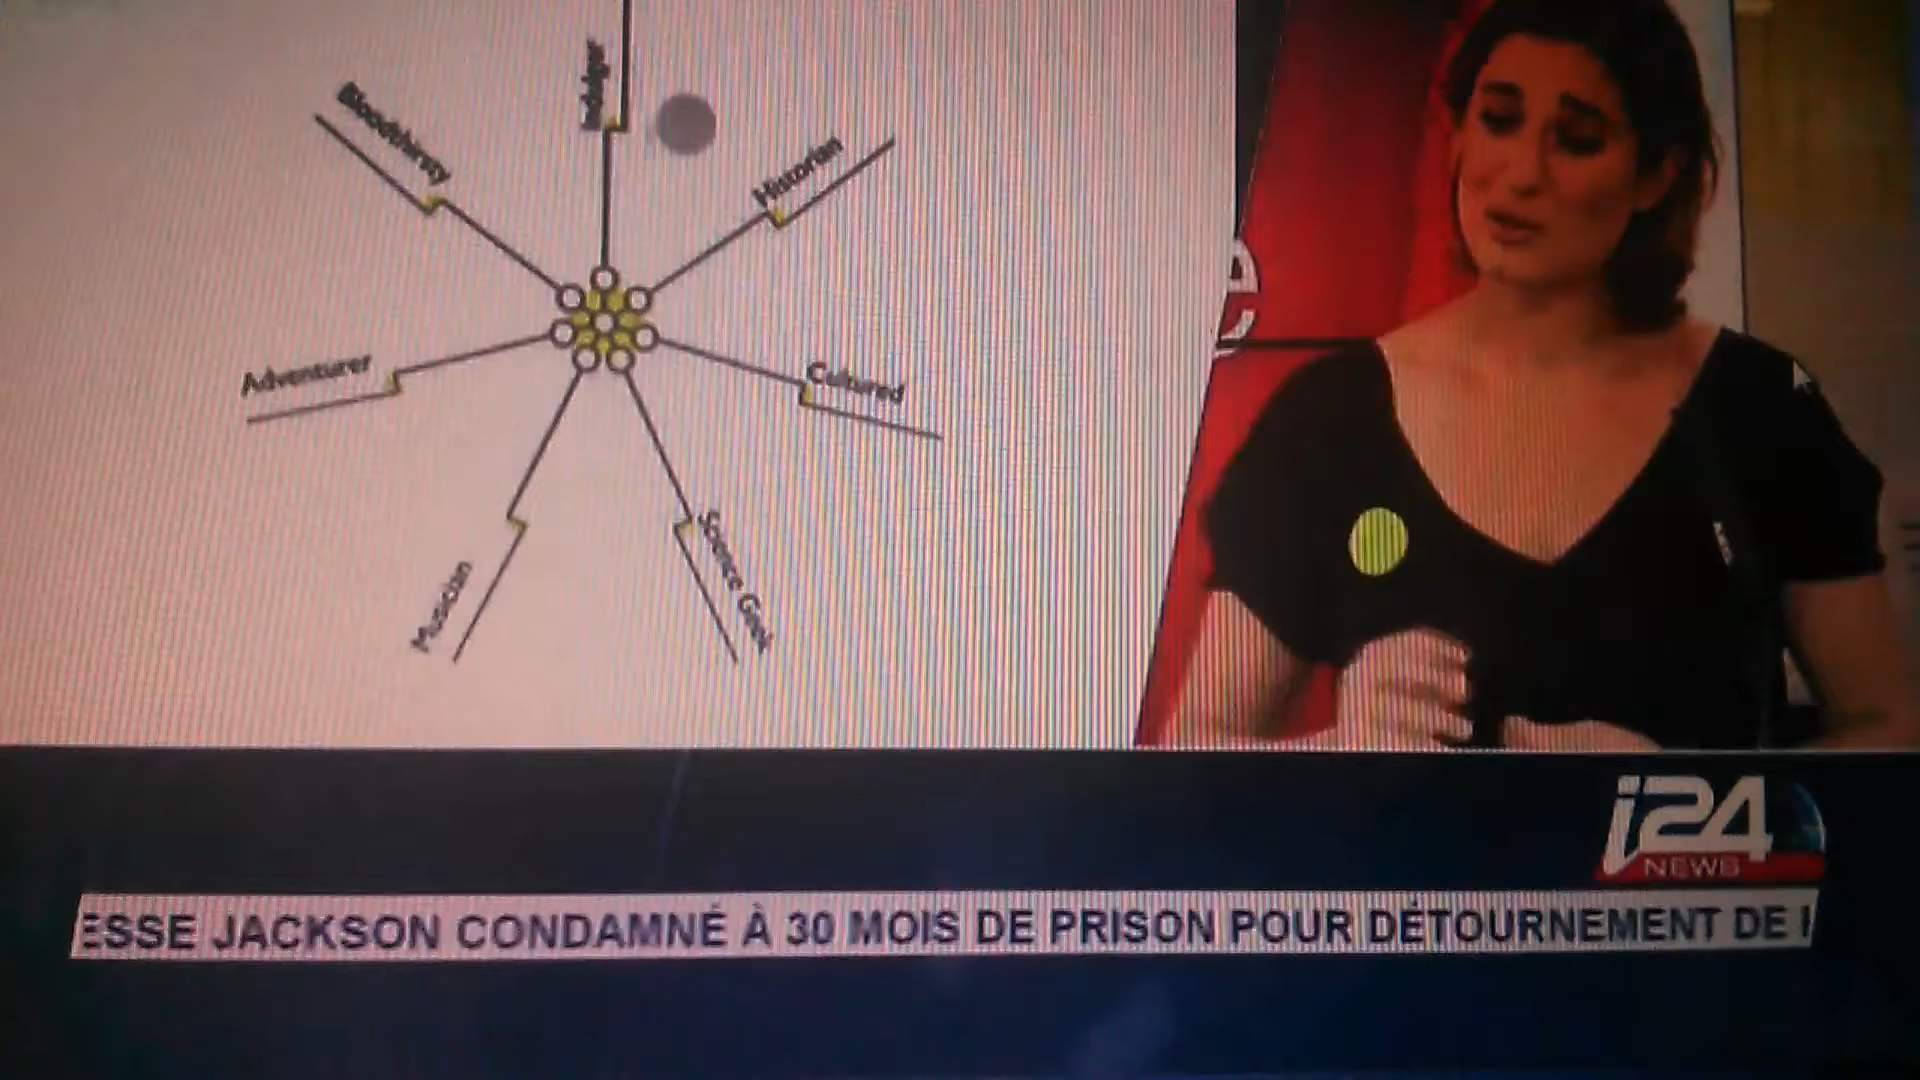 Indulger
Bloodthirsty
Historian
Adventurer
Cultured
Musician
Science Geek
e
i24
NEWS
ESSE JACKSON CONDAMNÉ À 30 MOIS DE PRISON POUR DÉTOURNEMENT DE